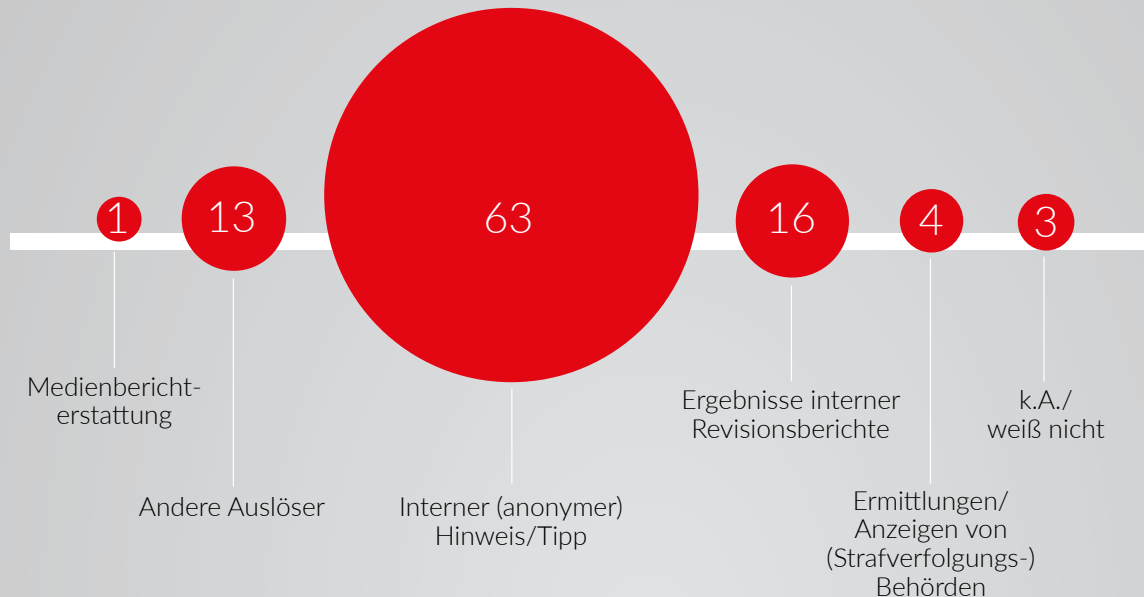 1
13
63
16
4
3
Medienbericht-
erstattung
Andere Auslöser
Interner (anonymer)
Hinweis/Tipp
Ergebnisse interner
Revisionsberichte
Ermittlungen/
Anzeigen von
(Strafverfolgungs-)
Behörden
k.A./
weiß nicht